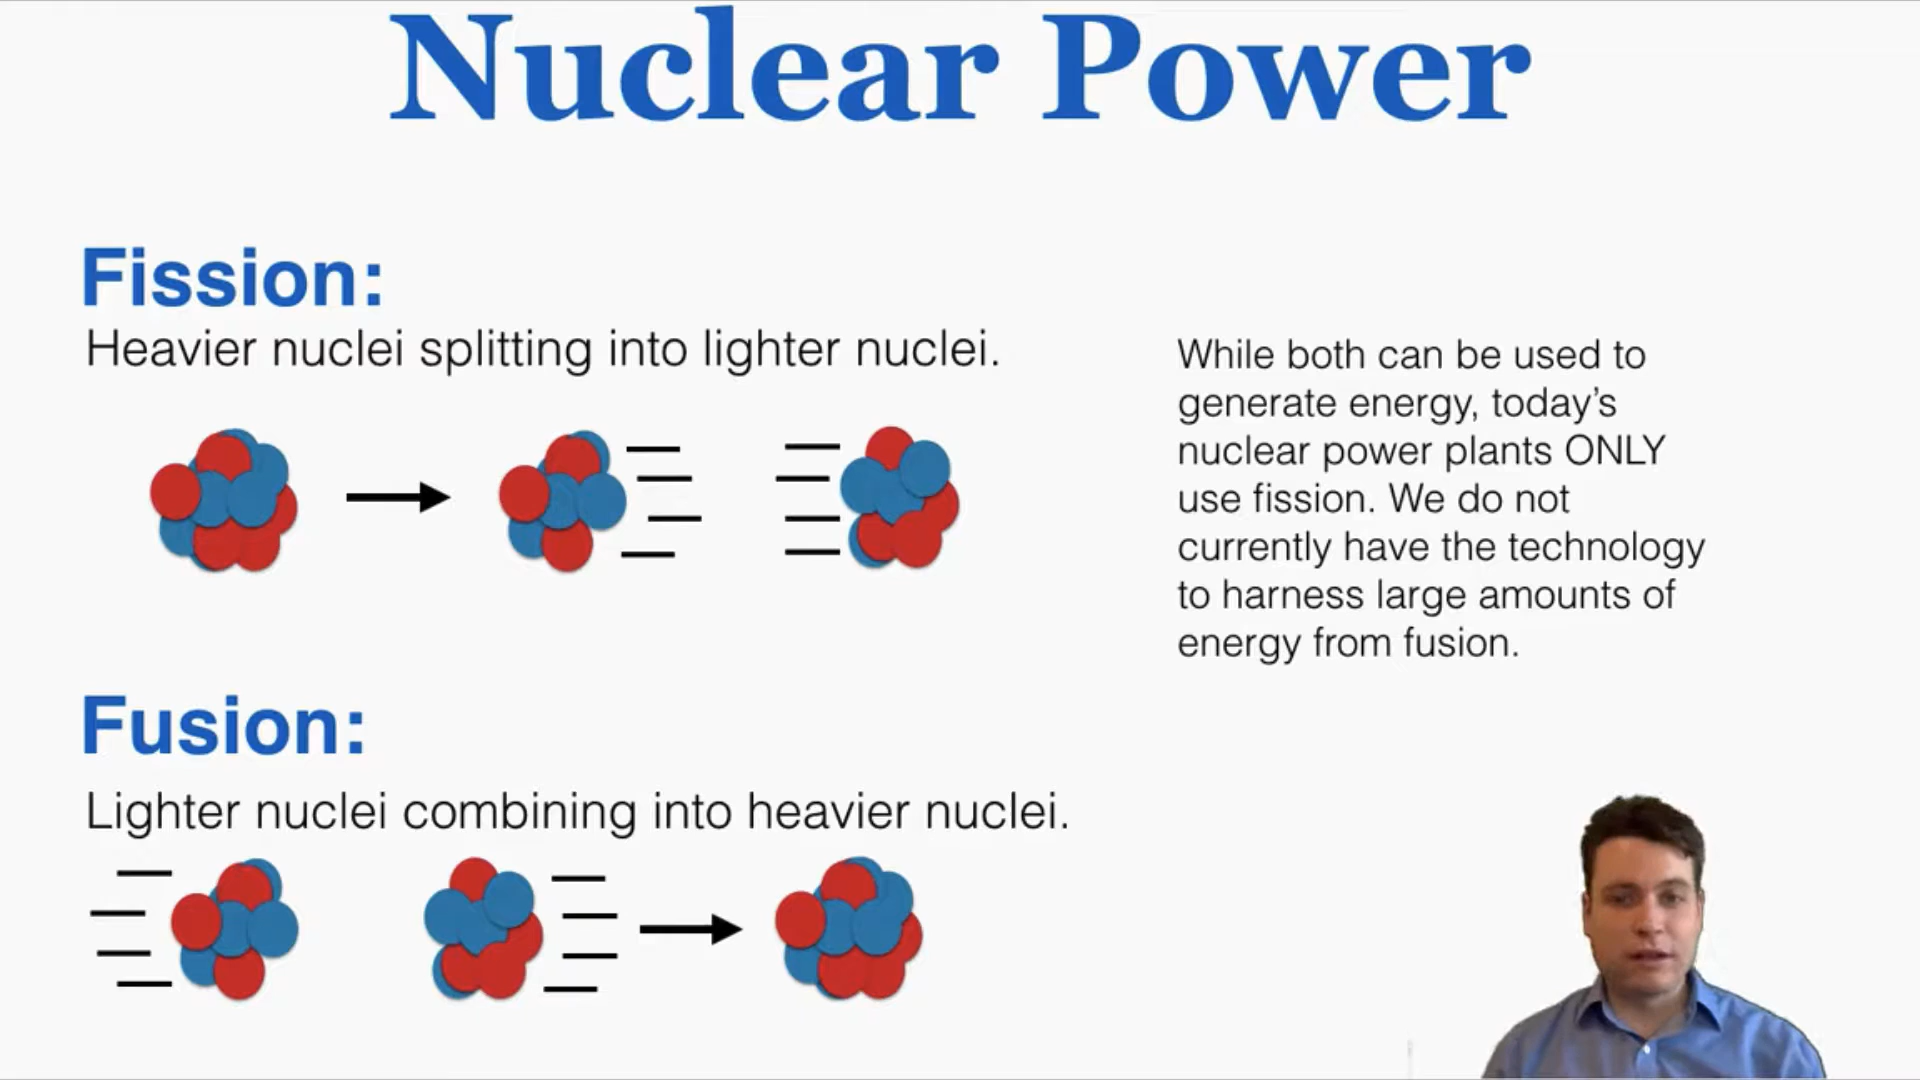 Nuclear Power
Fission:
Heavier nuclei splitting into lighter nuclei.
While both can be used to
generate energy, today’s
nuclear power plants ONLY
use fission. We do not
currently have the technology
to harness large amounts of
energy from fusion.
Fusion:
Lighter nuclei combining into heavier nuclei.